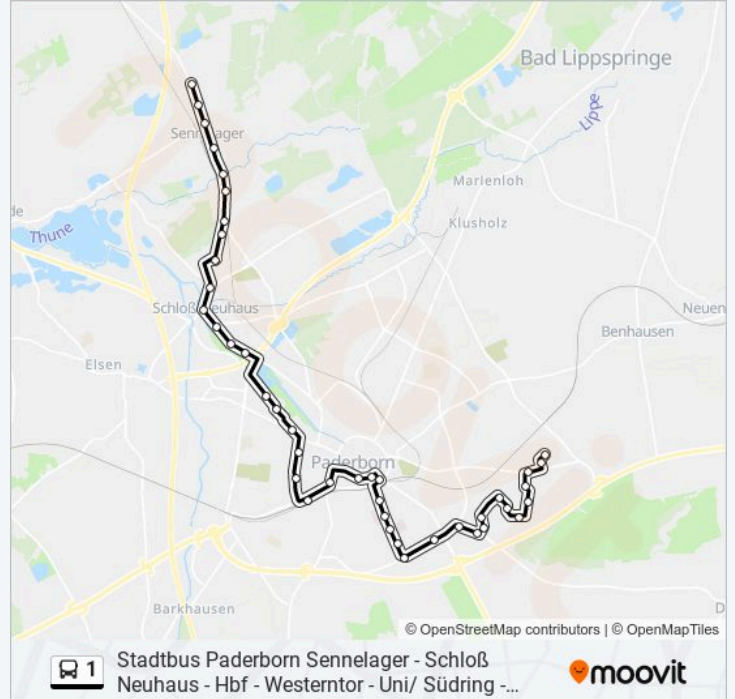 Bad Lippspringe
Lippe
Sennelager
Marienloh
de
Thune
Klusholz
Schloß Neuhaus
Neuen
Benhausen
Elsen
Paderborn
Barkhausen
D
© OpenStreetMap contributors | © OpenMapTiles
1
Stadtbus Paderborn Sennelager - Schloß
Neuhaus - Hbf - Westerntor - Uni/ Südring -...
moovit